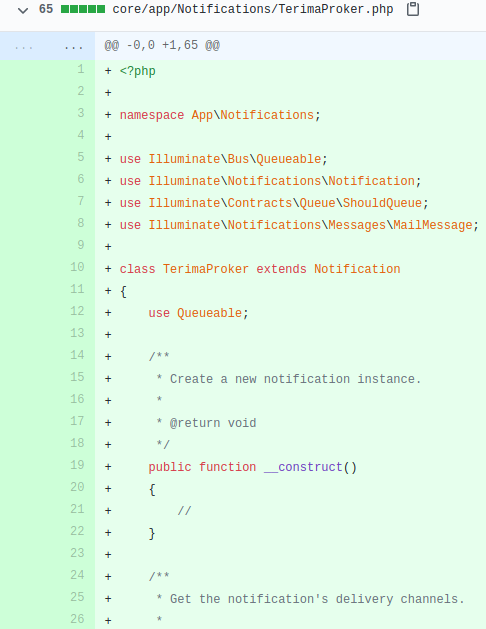 65 core/app/Notifications/TerimaProker.php
... ... @@ -0,0 +1,65 @@
1 + <?php
2 +
3 + namespace App\Notifications;
4 +
5 + use Illuminate\Bus\Queueable;
6 + use Illuminate\Notifications\Notification;
7 + use Illuminate\Contracts\Queue\ShouldQueue;
8 + use Illuminate\Notifications\Messages\MailMessage;
9 +
10 + class TerimaProker extends Notification
11 + {
12 +     use Queueable;
13 +
14 +     /**
15 +      * Create a new notification instance.
16 +      *
17 +      * @return void
18 +      */
19 +     public function __construct()
20 +     {
21 +         //
22 +     }
23 +
24 +     /**
25 +      * Get the notification's delivery channels.
26 +      *